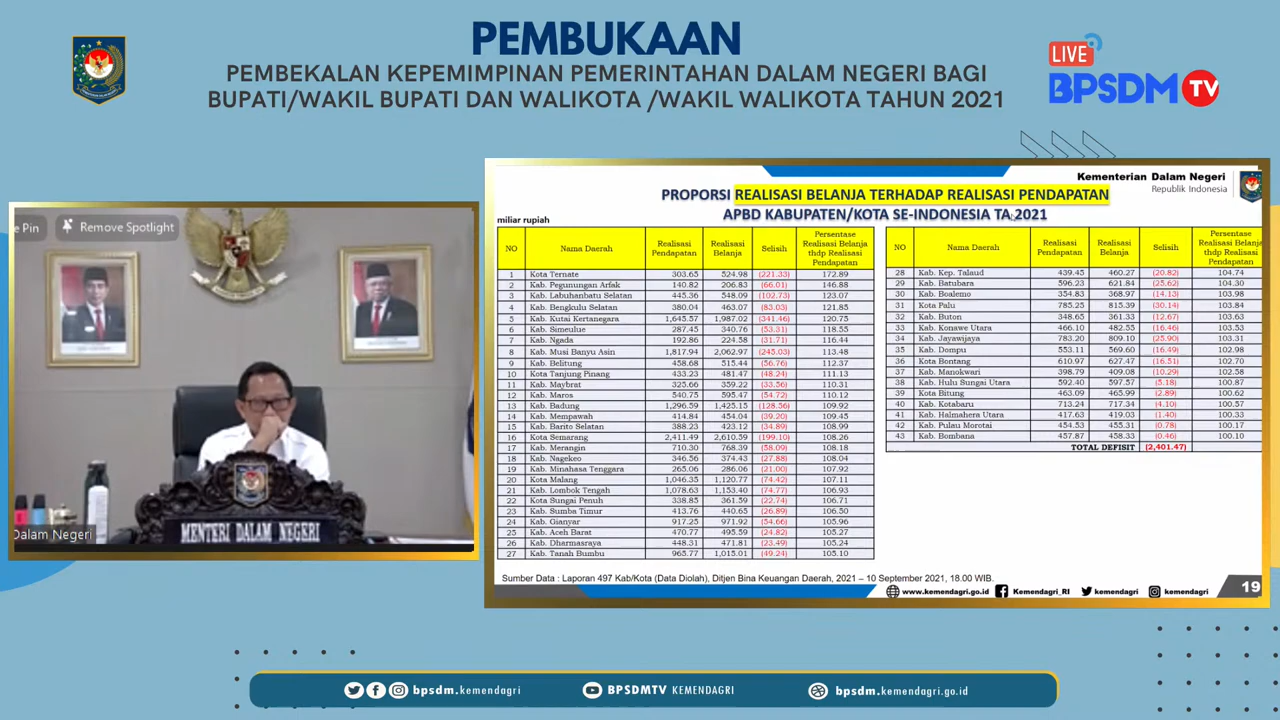 PEMBUKAAN
PEMBEKALAN KEPEMIMPINAN PEMERINTAHAN DALAM NEGERI BAGI
BUPATI/WAKIL BUPATI DAN WALIKOTA /WAKIL WALIKOTA TAHUN 2021
LIVE
BPSDM TV
e Pin
Remove Spotlight
MENTERI DALAM NEGERI
Dalam Negeri
Kementerian Dalam Negeri
Republik Indonesia
PROPORSI REALISASI BELANJA TERHADAP REALISASI PENDAPATAN
APBD KABUPATEN/KOTA SE-INDONESIA TA 2021
miliar rupiah
NO Nama Daerah Realisasi Pendapatan Realisasi Belanja Selisih Persentase Realisasi Belanja thdp Realisasi Pendapatan
1 Kota Ternate 303.65 524.98 (221.33) 172.89
2 Kab. Pegunungan Arfak 140.82 206.83 (66.01) 146.88
3 Kab. Labuhanbatu Selatan 445.36 548.09 (102.73) 123.07
4 Kab. Bengkulu Selatan 380.04 463.07 (83.03) 121.85
5 Kab. Kutai Kertanegara 1,645.57 1,987.02 (341.46) 120.75
6 Kab. Simeulue 287.45 340.76 (53.31) 118.55
7 Kab. Ngada 192.86 224.58 (31.71) 116.44
8 Kab. Musi Banyu Asin 1,817.94 2,062.97 (245.03) 113.48
9 Kab. Belitung 458.68 515.44 (56.76) 112.37
10 Kota Tanjung Pinang 433.23 481.47 (48.24) 111.13
11 Kab. Maybrat 325.66 359.22 (33.56) 110.31
12 Kab. Maros 540.75 595.47 (54.72) 110.12
13 Kab. Badung 1,296.59 1,425.15 (128.56) 109.92
14 Kab. Mempawah 414.84 454.04 (39.20) 109.45
15 Kab. Barito Selatan 388.23 423.12 (34.89) 108.99
16 Kota Semarang 2,411.49 2,610.59 (199.10) 108.26
17 Kab. Merangin 710.30 768.39 (58.09) 108.18
18 Kab. Nagekeo 346.56 374.43 (27.88) 108.04
19 Kab. Minahasa Tenggara 265.06 286.06 (21.00) 107.92
20 Kota Malang 1,046.35 1,120.77 (74.42) 107.11
21 Kab. Lombok Tengah 1,078.63 1,153.40 (74.77) 106.93
22 Kota Sungai Penuh 338.85 361.59 (22.74) 106.71
23 Kab. Sumba Timur 413.76 440.65 (26.89) 106.50
24 Kab. Gianyar 917.25 971.92 (54.66) 105.96
25 Kab. Aceh Barat 470.77 495.59 (24.82) 105.27
26 Kab. Dharmasraya 448.31 471.81 (23.49) 105.24
27 Kab. Tanah Bumbu 965.77 1,015.01 (49.24) 105.10
NO Nama Daerah Realisasi Pendapatan Realisasi Belanja Selisih Persentase Realisasi Belanja thdp Realisasi Pendapatan
28 Kab. Kep. Talaud 439.45 460.27 (20.82) 104.74
29 Kab. Batubara 596.23 621.84 (25.62) 104.30
30 Kab. Boalemo 354.83 368.97 (14.13) 103.98
31 Kota Palu 785.25 815.39 (30.14) 103.84
32 Kab. Buton 348.65 361.33 (12.67) 103.63
33 Kab. Konawe Utara 466.10 482.55 (16.46) 103.53
34 Kab. Jayawijaya 783.20 809.10 (25.90) 103.31
35 Kab. Dompu 553.11 569.60 (16.49) 102.98
36 Kota Bontang 610.97 627.47 (16.51) 102.70
37 Kab. Manokwari 398.79 409.08 (10.29) 102.58
38 Kab. Hulu Sungai Utara 592.40 597.57 (5.18) 100.87
39 Kota Bitung 463.09 465.99 (2.89) 100.62
40 Kab. Kotabaru 713.24 717.34 (4.10) 100.57
41 Kab. Halmahera Utara 417.63 419.03 (1.40) 100.33
42 Kab. Pulau Morotai 454.53 455.31 (0.78) 100.17
43 Kab. Bombana 457.87 458.33 (0.46) 100.10
TOTAL DEFISIT (2,401.47)
Sumber Data : Laporan 497 Kab/Kota (Data Diolah), Ditjen Bina Keuangan Daerah, 2021 – 10 September 2021, 18.00 WIB.
www.kemendagri.go.id Kemendagri_RI kemendagri kemendagri 19
bpsdm.kemendagri BPSDMTV KEMENDAGRI bpsdm.kemendagri.go.id